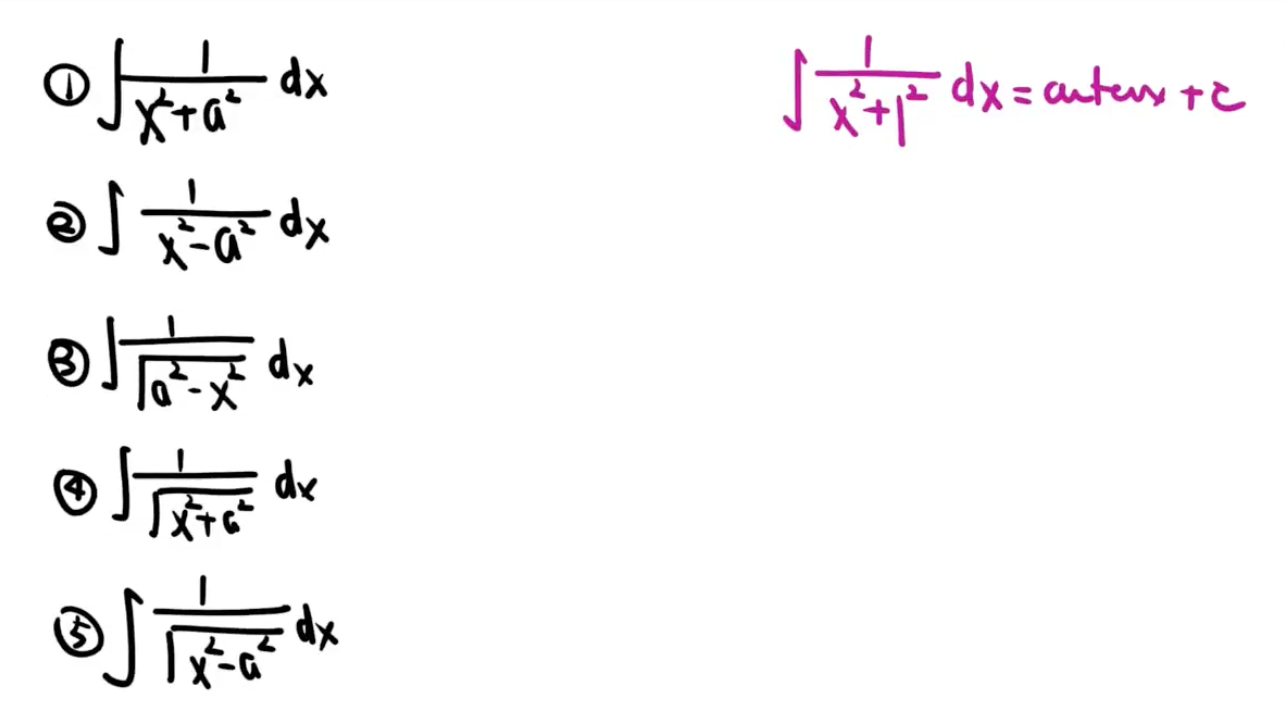 ① ∫ 1/(x²+a²) dx
∫ 1/(x²+1²) dx = arctanx + c
② ∫ 1/(x²-a²) dx
③ ∫ 1/√(a²-x²) dx
④ ∫ 1/√(x²+a²) dx
⑤ ∫ 1/√(x²-a²) dx